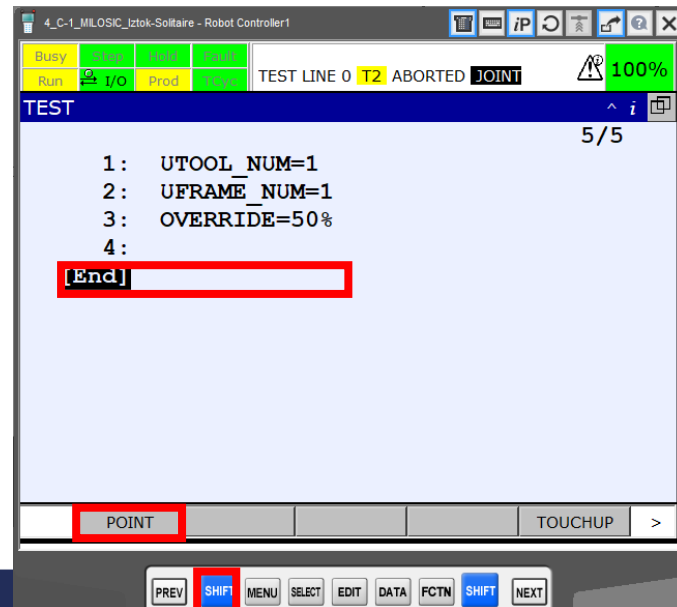 4_C-1_MILOSIC_Iztok-Solitaire - Robot Controller1
iP
Busy Step Hold Fault
Run I/O Prod TCyc
TEST LINE 0 T2 ABORTED JOINT
100%
TEST
^ i
5/5
1: UTOOL_NUM=1
2: UFRAME_NUM=1
3: OVERRIDE=50%
4:
[End]
POINT TOUCHUP >
PREV SHIFT MENU SELECT EDIT DATA FCTN SHIFT NEXT